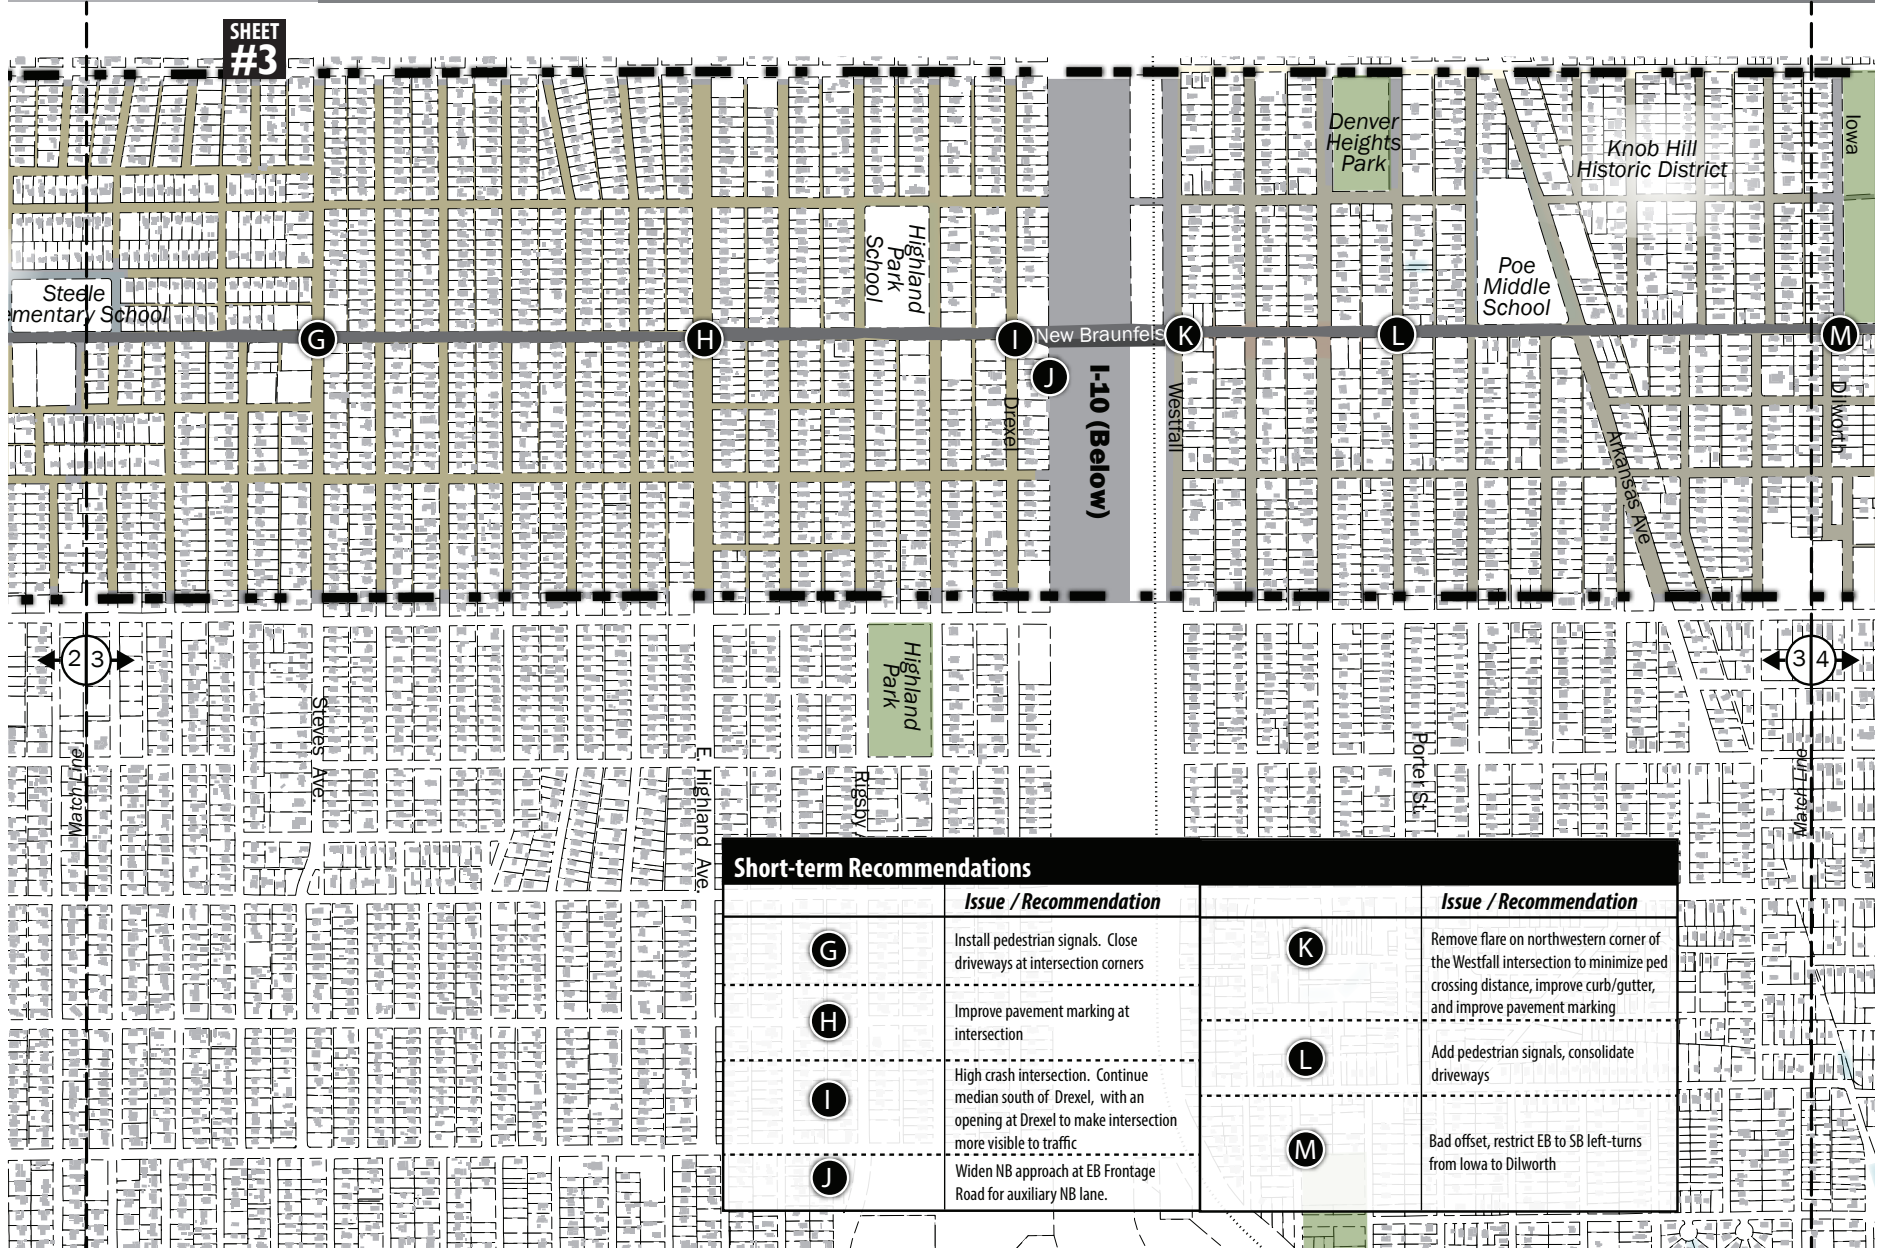 SHEET
#3
Denver
Heights
Park
Knob Hill
Historic District
Iowa
Highland
Park
School
Poe
Middle
School
Steele
ementary School
G
H
I
New Braunfels
K
L
M
J
I-10 (Below)
Drexel
Westfall
Dilworth
Arkansas Ave
2 3
3 4
Highland
Park
Steves Ave.
E. Highland Ave.
Rigsby
Porter St.
Match Line
Match Line
Short-term Recommendations
Issue / Recommendation
G
Install pedestrian signals. Close
driveways at intersection corners
H
Improve pavement marking at
intersection
I
High crash intersection. Continue
median south of Drexel, with an
opening at Drexel to make intersection
more visible to traffic
J
Widen NB approach at EB Frontage
Road for auxiliary NB lane.
Issue / Recommendation
K
Remove flare on northwestern corner of
the Westfall intersection to minimize ped
crossing distance, improve curb/gutter,
and improve pavement marking
L
Add pedestrian signals, consolidate
driveways
M
Bad offset, restrict EB to SB left-turns
from Iowa to Dilworth